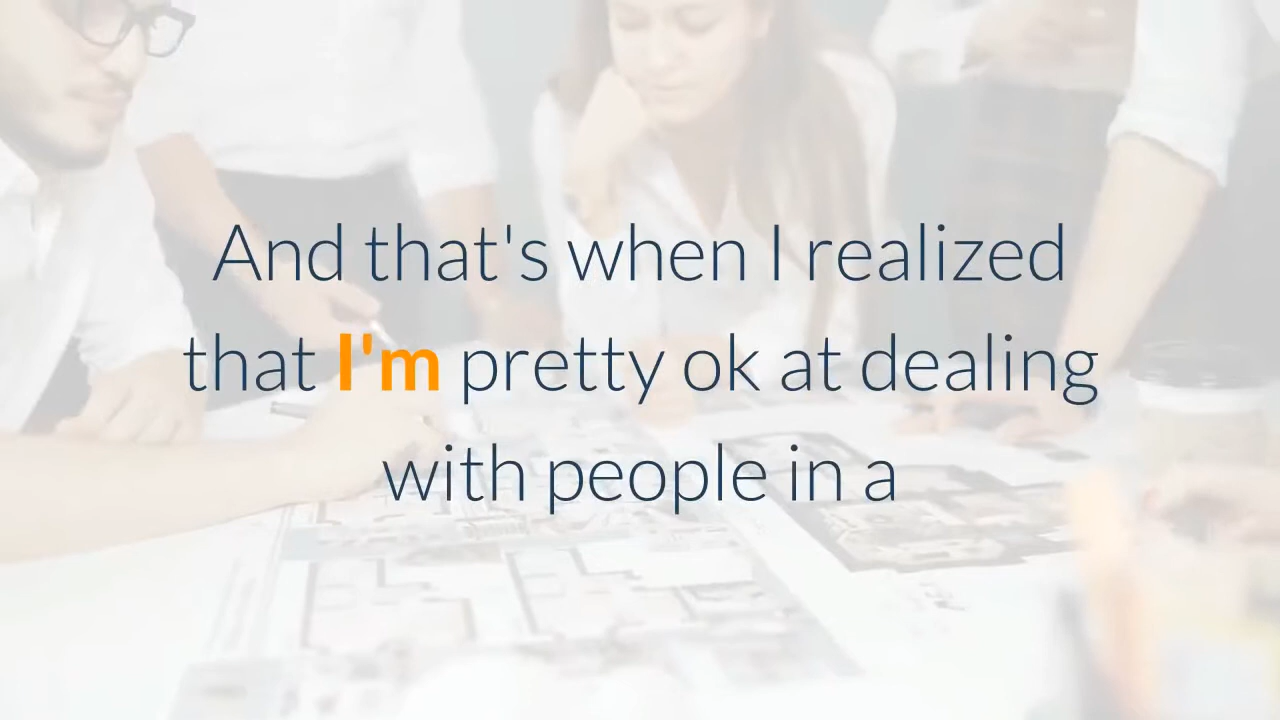 And that's when I realized
that I'm pretty ok at dealing
with people in a